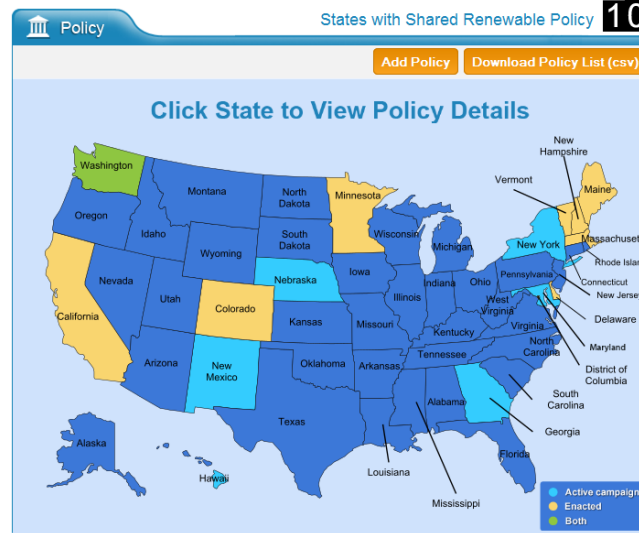 Policy
States with Shared Renewable Policy 10
Add Policy
Download Policy List (csv)
Click State to View Policy Details
New
Hampshire
Washington
Vermont
Maine
Montana
North
Dakota
Minnesota
Oregon
Massachuset
Idaho
South
Dakota
Wisconsin
Michigan
New York
Wyoming
Rhode Islan
Iowa
Nebraska
Pennsylvania
Connecticut
Nevada
Utah
Illinois
Indiana
Ohio
New Jersey
California
Colorado
West
Virginia
Delaware
Kansas
Missouri
Virginia
Kentucky
Maryland
North
Carolina
Arizona
New
Mexico
Oklahoma
Arkansas
Tennessee
District of
Columbia
South
Carolina
Alabama
Texas
Georgia
Alaska
Florida
Hawaii
Louisiana
Mississippi
Active campaign
Enacted
Both